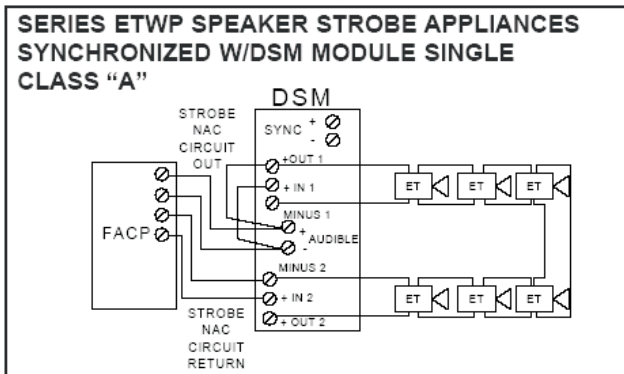 SERIES ETWP SPEAKER STROBE APPLIANCES
SYNCHRONIZED W/DSM MODULE SINGLE
CLASS “A”
DSM
STROBE
NAC
CIRCUIT
OUT
SYNC + -
+OUT 1
+ IN 1
MINUS 1
+
AUDIBLE
-
MINUS 2
+ IN 2
+ OUT 2
FACP
STROBE
NAC
CIRCUIT
RETURN
ET ET ET
ET ET ET